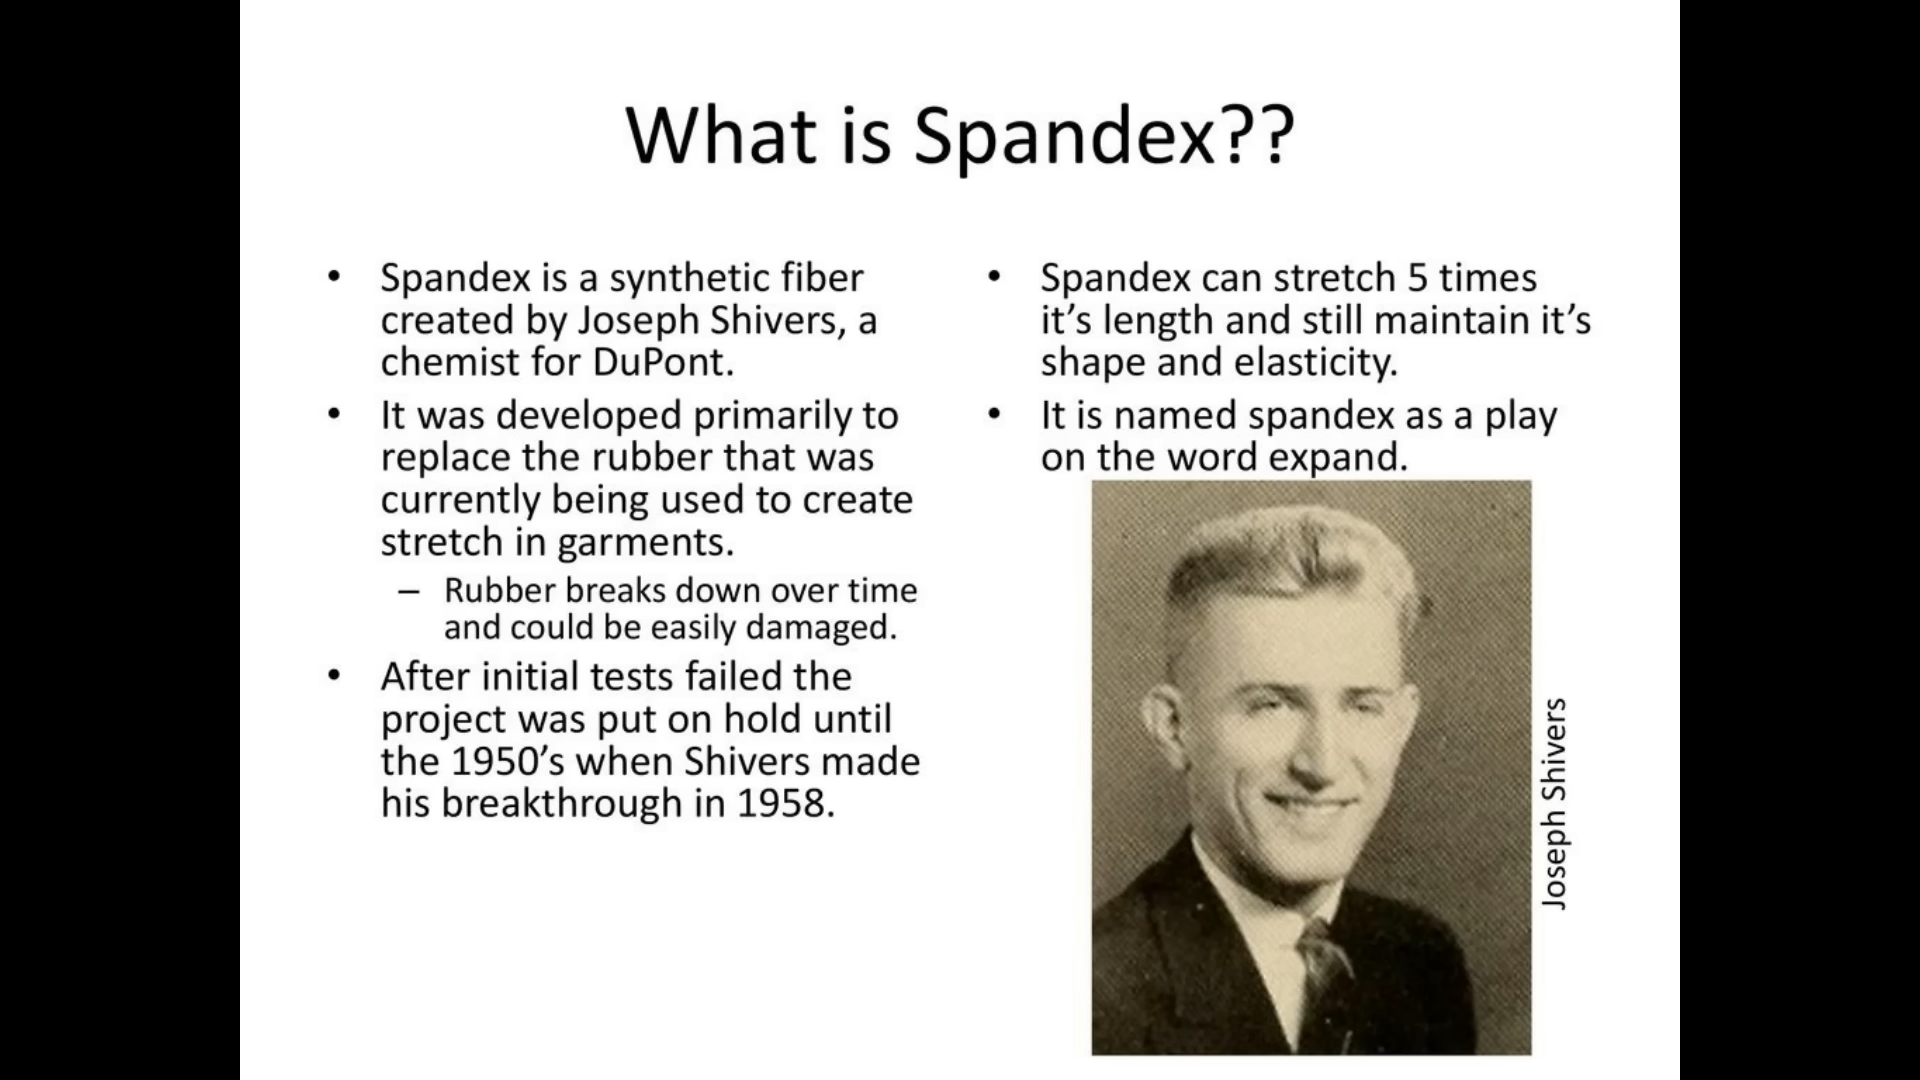 What is Spandex??
• Spandex is a synthetic fiber
created by Joseph Shivers, a
chemist for DuPont.
• It was developed primarily to
replace the rubber that was
currently being used to create
stretch in garments.
– Rubber breaks down over time
and could be easily damaged.
• After initial tests failed the
project was put on hold until
the 1950’s when Shivers made
his breakthrough in 1958.
• Spandex can stretch 5 times
it’s length and still maintain it’s
shape and elasticity.
• It is named spandex as a play
on the word expand.
Joseph Shivers